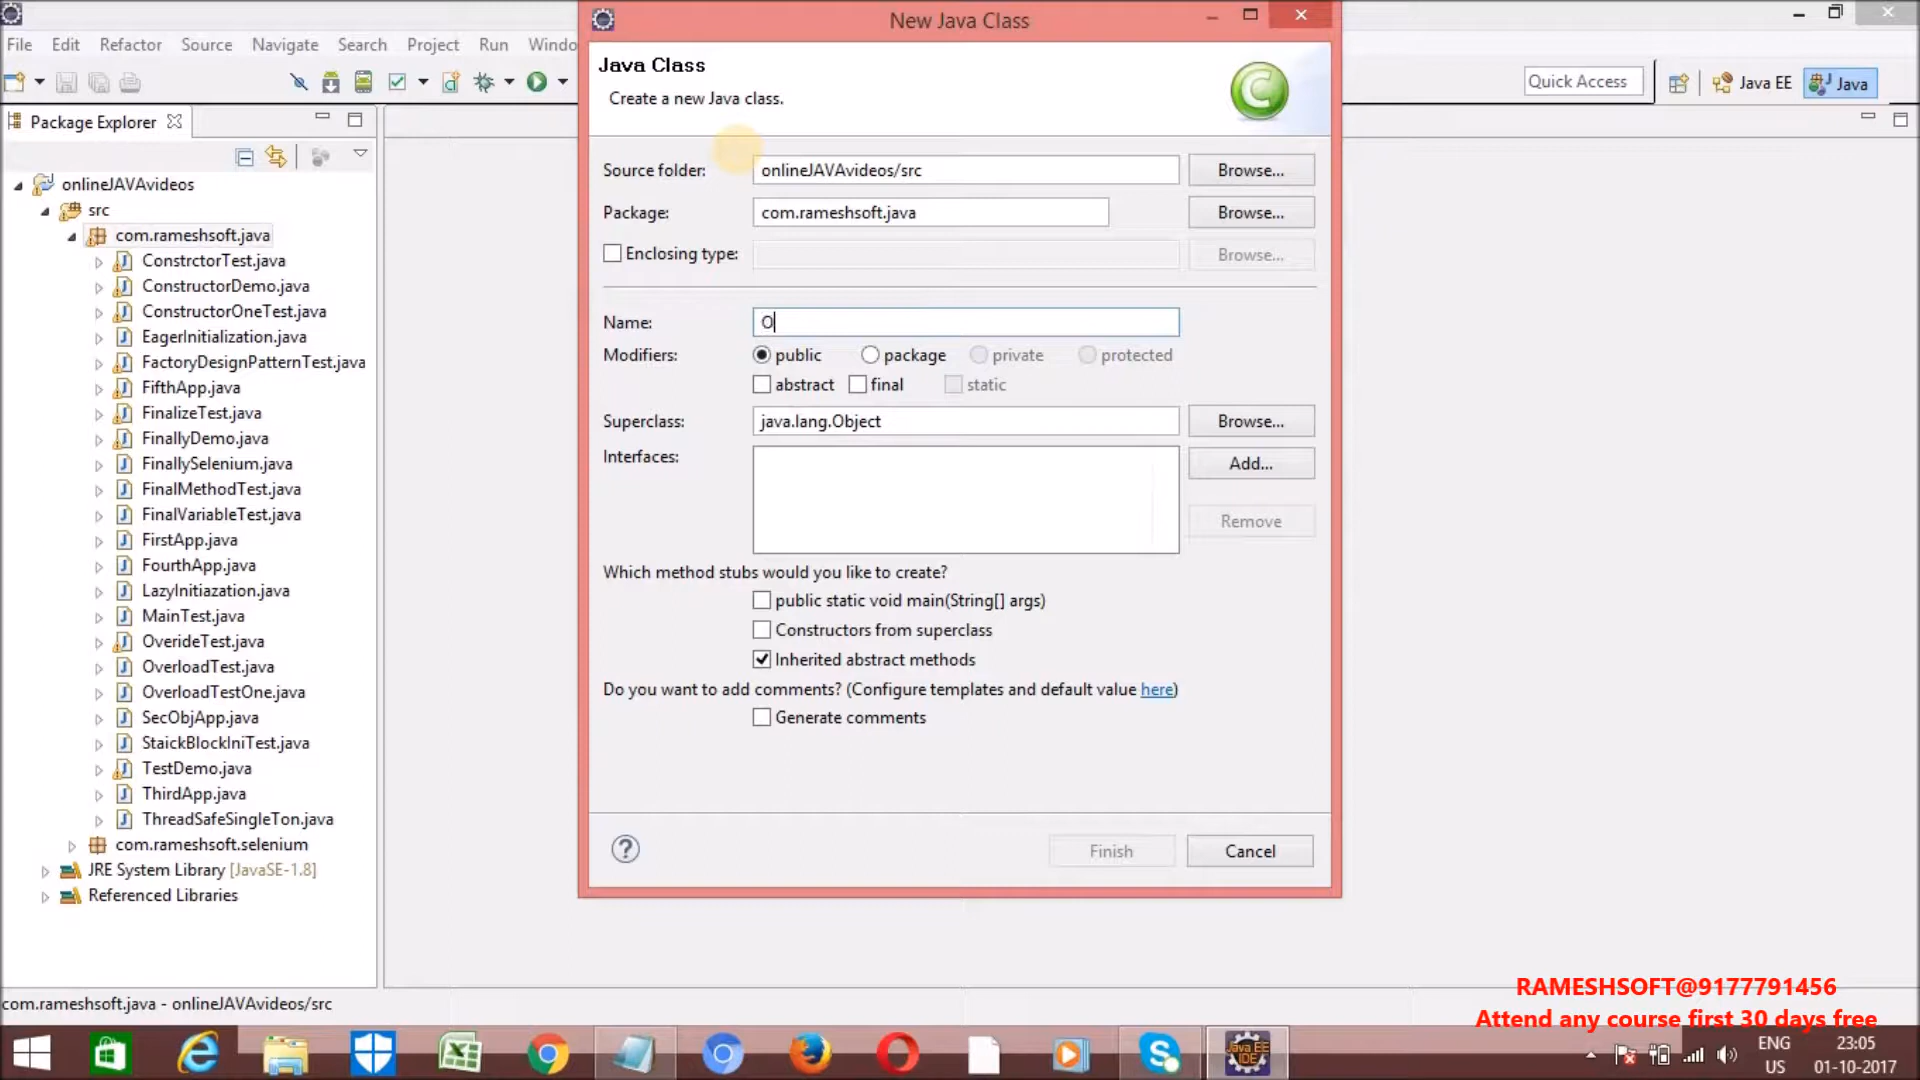 New Java Class
File Edit Refactor Source Navigate Search Project Run Windo
Java Class
Create a new Java class.
Quick Access
Java EE
Java
Package Explorer
Source folder: onlineJAVAvideos/src Browse...
Package: com.rameshsoft.java Browse...
Enclosing type: Browse...
Name: O
Modifiers: public package private protected
abstract final static
Superclass: java.lang.Object Browse...
Interfaces: Add...
Remove
Which method stubs would you like to create?
public static void main(String[] args)
Constructors from superclass
Inherited abstract methods
Do you want to add comments? (Configure templates and default value here)
Generate comments
Finish Cancel
onlineJAVAvideos
src
com.rameshsoft.java
ConstrctorTest.java
ConstructorDemo.java
ConstructorOneTest.java
EagerInitialization.java
FactoryDesignPatternTest.java
FifthApp.java
FinalizeTest.java
FinallyDemo.java
FinallySelenium.java
FinalMethodTest.java
FinalVariableTest.java
FirstApp.java
FourthApp.java
LazyInitiazation.java
MainTest.java
OverideTest.java
OverloadTest.java
OverloadTestOne.java
SecObjApp.java
StaickBlockIniTest.java
TestDemo.java
ThirdApp.java
ThreadSafeSingleTon.java
com.rameshsoft.selenium
JRE System Library [JavaSE-1.8]
Referenced Libraries
com.rameshsoft.java - onlineJAVAvideos/src
RAMESHSOFT@9177791456
Attend any course first 30 days free
Java EE
IDE
ENG
US
23:05
01-10-2017